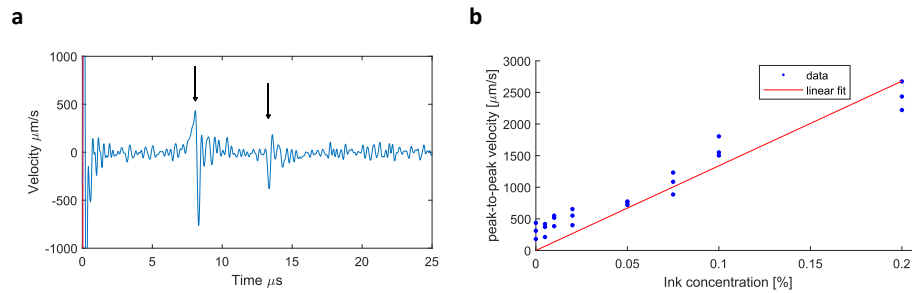 a
1000
500
0
-500
-1000
Velocity μm/s
0 5 10 15 20 25
Time μs
b
3000
2500
2000
1500
1000
500
0
peak-to-peak velocity [μm/s]
data
linear fit
0 0.05 0.1 0.15 0.2
Ink concentration [%]